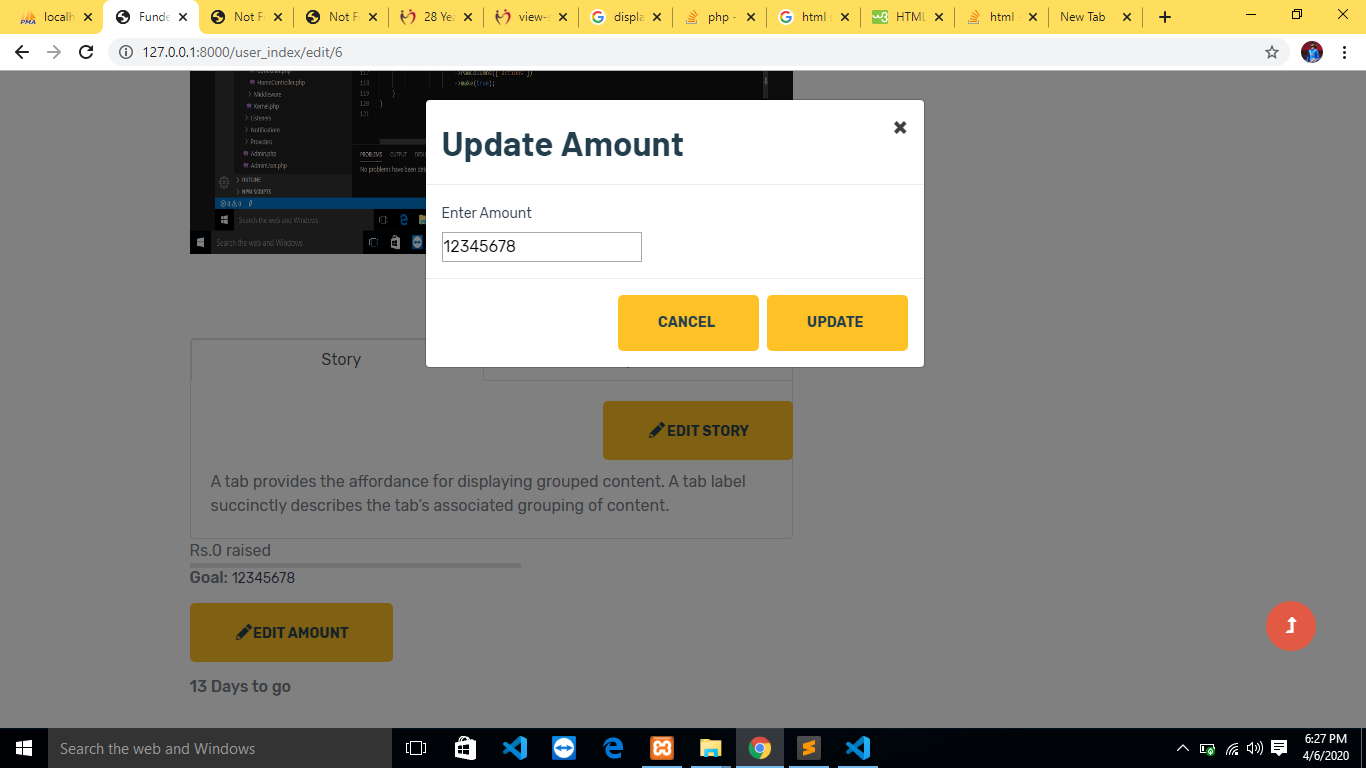 localh
Funde
Not F
Not F
28 Yea
view-s
displa
php -
html s
HTML
html -
New Tab
127.0.0.1:8000/user_index/edit/6
HomeController.php
118
->make(true);
Middleware
119
}
Kernel.php
120
}
Listeners
121
Notifications
Providers
Admin.php
PROBLEMS OUTPUT
AdminUser.php
No problems have been det
OUTLINE
NPM SCRIPTS
Search the web and Windows
Search the web and Windows
Update Amount
Enter Amount
12345678
CANCEL
UPDATE
Story
EDIT STORY
A tab provides the affordance for displaying grouped content. A tab label
succinctly describes the tab's associated grouping of content.
Rs.0 raised
Goal: 12345678
EDIT AMOUNT
13 Days to go
Search the web and Windows
6:27 PM
4/6/2020